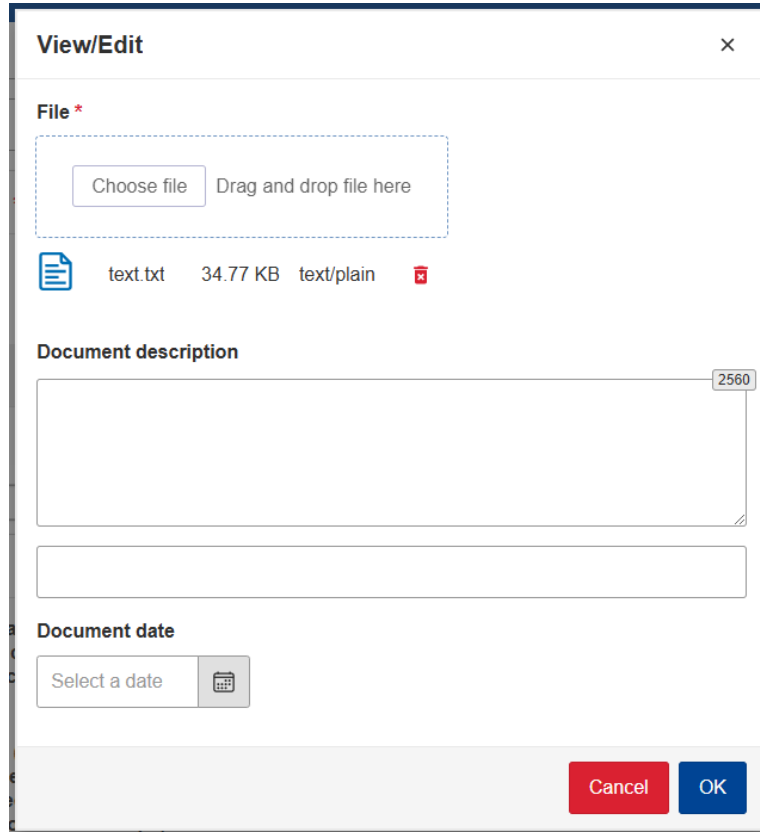 View/Edit ×
File *
Choose file Drag and drop file here
text.txt 34.77 KB text/plain
Document description
2560
Document date
Select a date
Cancel OK